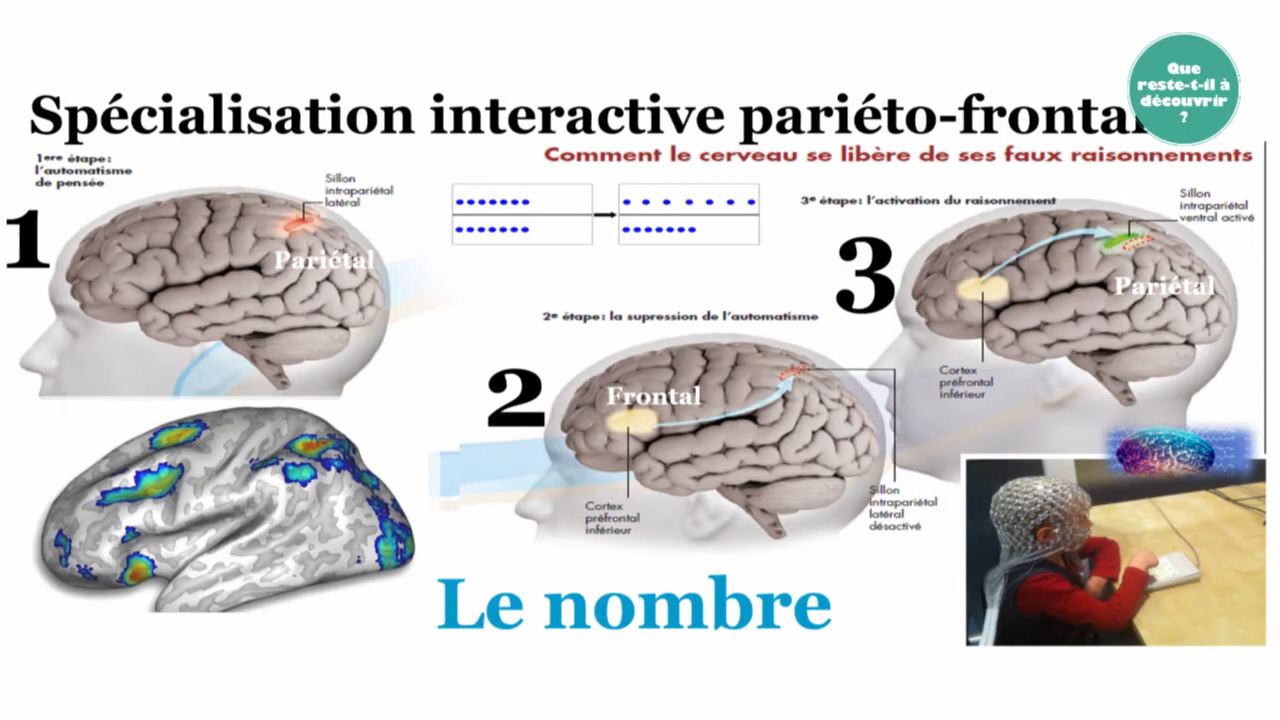 Que
reste-t-il à
découvrir
?
Spécialisation interactive pariéto-frontal
Comment le cerveau se libère de ses faux raisonnements
1ere étape:
l'automatisme
de pensée
Sillon
intrapariétal
latéral
1
Pariétal
3e étape: l'activation du raisonnement
Sillon
intrapariétal
ventral activé
3
Pariétal
Cortex
préfrontal
inférieur
2e étape: la supression de l'automatisme
2
Frontal
Cortex
préfrontal
inférieur
Sillon
intrapariétal
latéral
désactivé
Le nombre